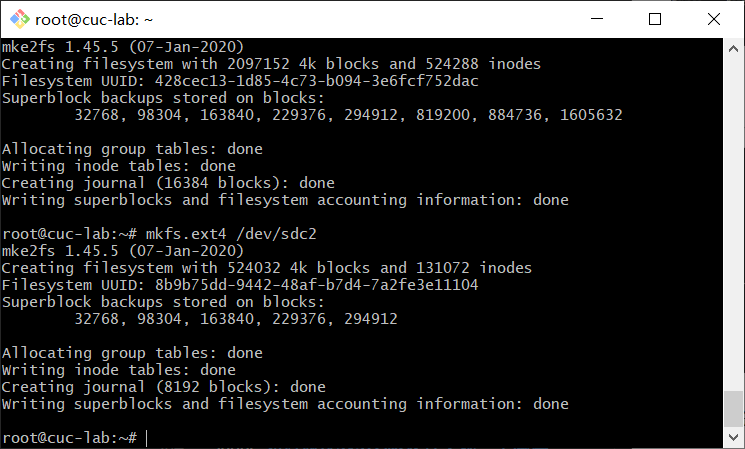 root@cuc-lab: ~
mke2fs 1.45.5 (07-Jan-2020)
Creating filesystem with 2097152 4k blocks and 524288 inodes
Filesystem UUID: 428cec13-1d85-4c73-b094-3e6fcf752dac
Superblock backups stored on blocks:
        32768, 98304, 163840, 229376, 294912, 819200, 884736, 1605632

Allocating group tables: done
Writing inode tables: done
Creating journal (16384 blocks): done
Writing superblocks and filesystem accounting information: done

root@cuc-lab:~# mkfs.ext4 /dev/sdc2
mke2fs 1.45.5 (07-Jan-2020)
Creating filesystem with 524032 4k blocks and 131072 inodes
Filesystem UUID: 8b9b75dd-9442-48af-b7d4-7a2fe3e11104
Superblock backups stored on blocks:
        32768, 98304, 163840, 229376, 294912

Allocating group tables: done
Writing inode tables: done
Creating journal (8192 blocks): done
Writing superblocks and filesystem accounting information: done

root@cuc-lab:~#